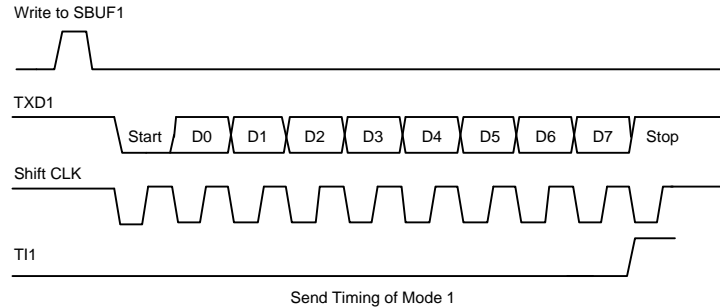 Write to SBUF1
TXD1
Start D0 D1 D2 D3 D4 D5 D6 D7 Stop
Shift CLK
TI1
Send Timing of Mode 1